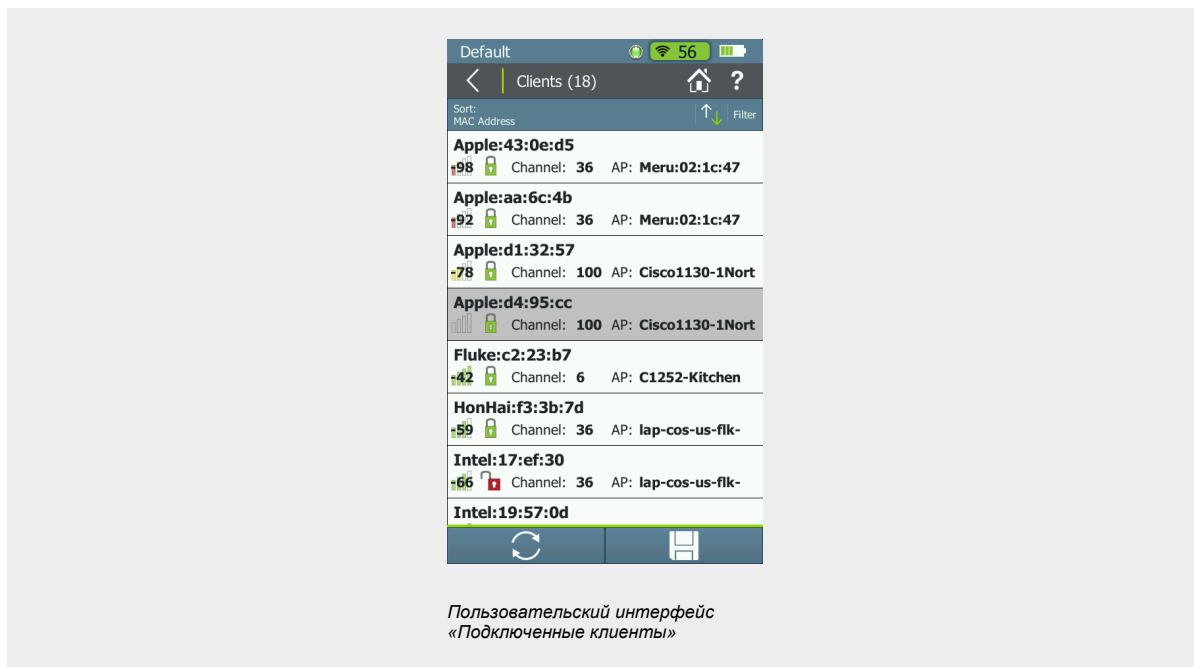 Default 56
Clients (18) ?
Sort:
MAC Address Filter
Apple:43:0e:d5
-98 Channel: 36 AP: Meru:02:1c:47
Apple:aa:6c:4b
-92 Channel: 36 AP: Meru:02:1c:47
Apple:d1:32:57
-78 Channel: 100 AP: Cisco1130-1Nort
Apple:d4:95:cc
Channel: 100 AP: Cisco1130-1Nort
Fluke:c2:23:b7
-42 Channel: 6 AP: C1252-Kitchen
HonHai:f3:3b:7d
-59 Channel: 36 AP: lap-cos-us-flk-
Intel:17:ef:30
-66 Channel: 36 AP: lap-cos-us-flk-
Intel:19:57:0d
Пользовательский интерфейс
«Подключенные клиенты»